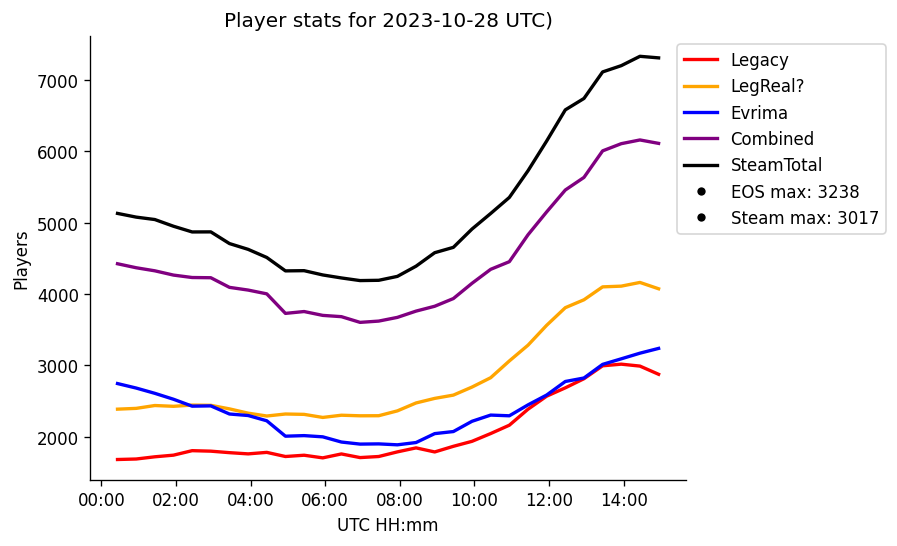 Player stats for 2023-10-28 UTC)
Legacy
LegReal?
Evrima
Combined
SteamTotal
EOS max: 3238
Steam max: 3017
Players
7000
6000
5000
4000
3000
2000
00:00 02:00 04:00 06:00 08:00 10:00 12:00 14:00
UTC HH:mm